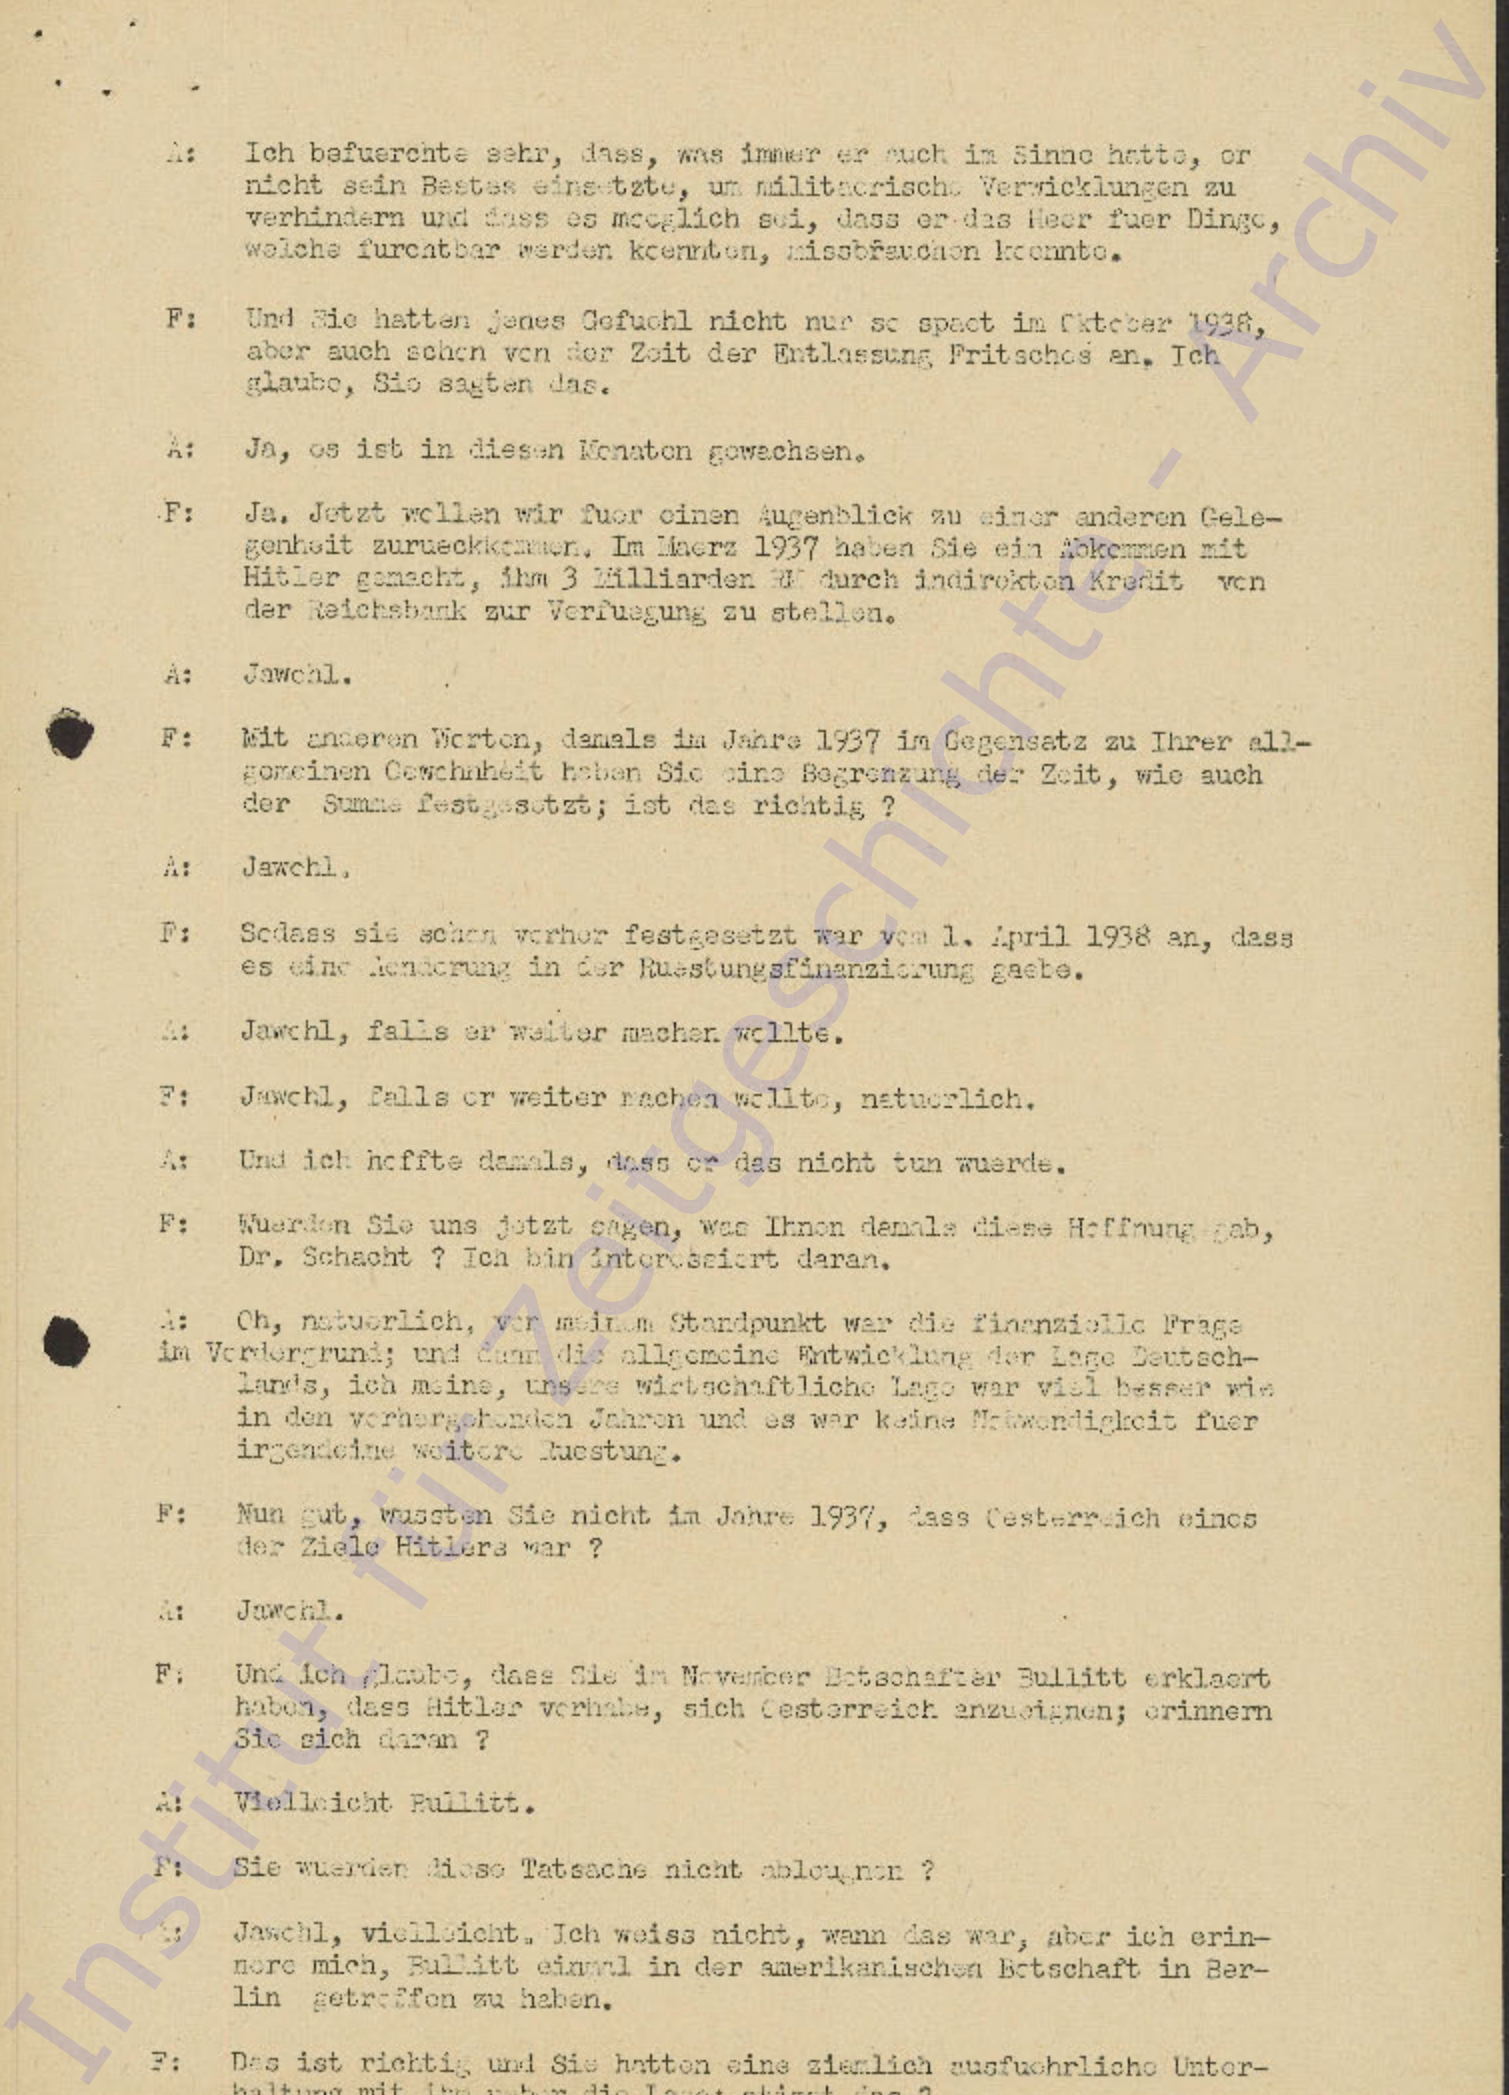 A: Ich befuerchte sehr, dass, was immer er auch im Sinne hatte, er
nicht sein Bestes einsetzte, um militaerische Verwicklungen zu
verhindern und dass es moeglich sei, dass er das Heer fuer Dinge,
welche furchtbar werden koennten, missbrauchen koennte.
F: Und Sie hatten jenes Gefuehl nicht nur so spaet im Oktober 1938,
aber auch schon von der Zeit der Entlassung Fritsches an. Ich
glaube, Sie sagten das.
A: Ja, es ist in diesen Monaten gewachsen.
F: Ja. Jetzt wollen wir fuer einen Augenblick zu einer anderen Gele-
genheit zurueckkommen. Im Maerz 1937 haben Sie ein Abkommen mit
Hitler gemacht, ihm 3 Milliarden RM durch indirekten Kredit von
der Reichsbank zur Verfuegung zu stellen.
A: Jawohl.
F: Mit anderen Worten, damals im Jahre 1937 im Gegensatz zu Ihrer all-
gemeinen Gewohnheit haben Sie eine Begrenzung der Zeit, wie auch
der Summe festgesetzt; ist das richtig ?
A: Jawohl.
F: Sodass sie schon vorher festgesetzt war vom 1. April 1938 an, dass
es eine Aenderung in der Ruestungsfinanzierung gaebe.
A: Jawohl, falls er weiter machen wollte.
F: Jawohl, falls er weiter machen wollte, natuerlich.
A: Und ich hoffte damals, dass er das nicht tun wuerde.
F: Wuerden Sie uns jetzt sagen, was Ihnen damals diese Hoffnung gab,
Dr. Schacht ? Ich bin interessiert daran.
A: Oh, natuerlich, von meinem Standpunkt war die finanzielle Frage
im Vordergrund; und dann die allgemeine Entwicklung der Lage Deutsch-
lands, ich meine, unsere wirtschaftliche Lage war viel besser wie
in den vorhergehenden Jahren und es war keine Notwendigkeit fuer
irgendeine weitere Ruestung.
F: Nun gut, wussten Sie nicht im Jahre 1937, dass Oesterreich eines
der Ziele Hitlers war ?
A: Jawohl.
F: Und ich glaube, dass Sie im November Botschafter Bullitt erklaert
haben, dass Hitler vorhabe, sich Oesterreich anzueignen; erinnern
Sie sich daran ?
A: Vielleicht Bullitt.
F: Sie wuerden diese Tatsache nicht ableugnen ?
A: Jawohl, vielleicht. Ich weiss nicht, wann das war, aber ich erin-
nere mich, Bullitt einmal in der amerikanischen Botschaft in Ber-
lin getroffen zu haben.
F: Das ist richtig und Sie hatten eine ziemlich ausfuehrliche Unter-
haltung mit ihm ueber die Lage; stimmt das ?
Institut für Zeitgeschichte - Archiv